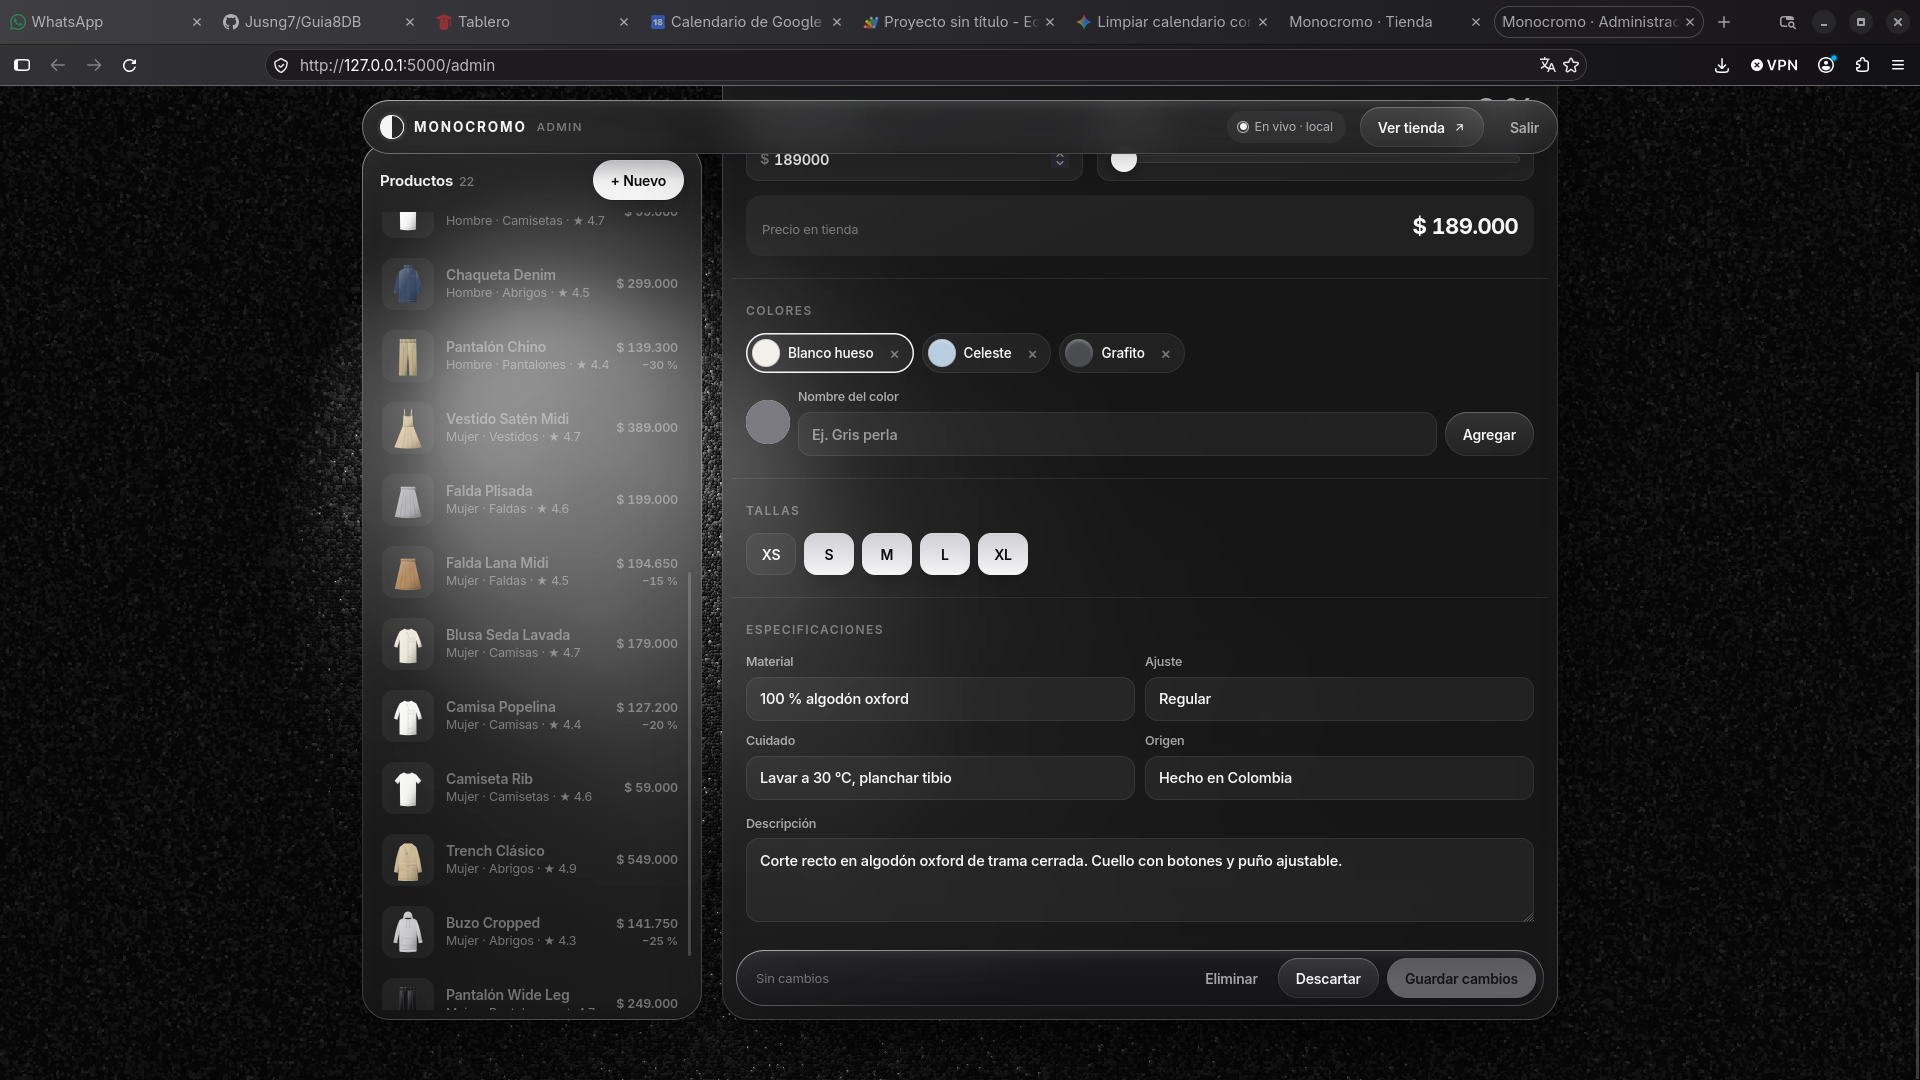 WhatsApp
Jusng7/Guia8DB
Tablero
Calendario de Google
Proyecto sin título - Ed
Limpiar calendario con
Monocromo · Tienda
Monocromo · Administrac
http://127.0.0.1:5000/admin
VPN
MONOCROMO ADMIN
En vivo · local
Ver tienda
Salir
Productos 22
+ Nuevo
Hombre · Camisetas · ★ 4.7
Chaqueta Denim
Hombre · Abrigos · ★ 4.5
$ 299.000
Pantalón Chino
Hombre · Pantalones · ★ 4.4
$ 139.300
−30 %
Vestido Satén Midi
Mujer · Vestidos · ★ 4.7
$ 389.000
Falda Plisada
Mujer · Faldas · ★ 4.6
$ 199.000
Falda Lana Midi
Mujer · Faldas · ★ 4.5
$ 194.650
−15 %
Blusa Seda Lavada
Mujer · Camisas · ★ 4.7
$ 179.000
Camisa Popelina
Mujer · Camisas · ★ 4.4
$ 127.200
−20 %
Camiseta Rib
Mujer · Camisetas · ★ 4.6
$ 59.000
Trench Clásico
Mujer · Abrigos · ★ 4.9
$ 549.000
Buzo Cropped
Mujer · Abrigos · ★ 4.3
$ 141.750
−25 %
Pantalón Wide Leg
$ 249.000
$ 189000
Precio en tienda
$ 189.000
COLORES
Blanco hueso ×
Celeste ×
Grafito ×
Nombre del color
Ej. Gris perla
Agregar
TALLAS
XS S M L XL
ESPECIFICACIONES
Material
100 % algodón oxford
Ajuste
Regular
Cuidado
Lavar a 30 °C, planchar tibio
Origen
Hecho en Colombia
Descripción
Corte recto en algodón oxford de trama cerrada. Cuello con botones y puño ajustable.
Sin cambios
Eliminar
Descartar
Guardar cambios